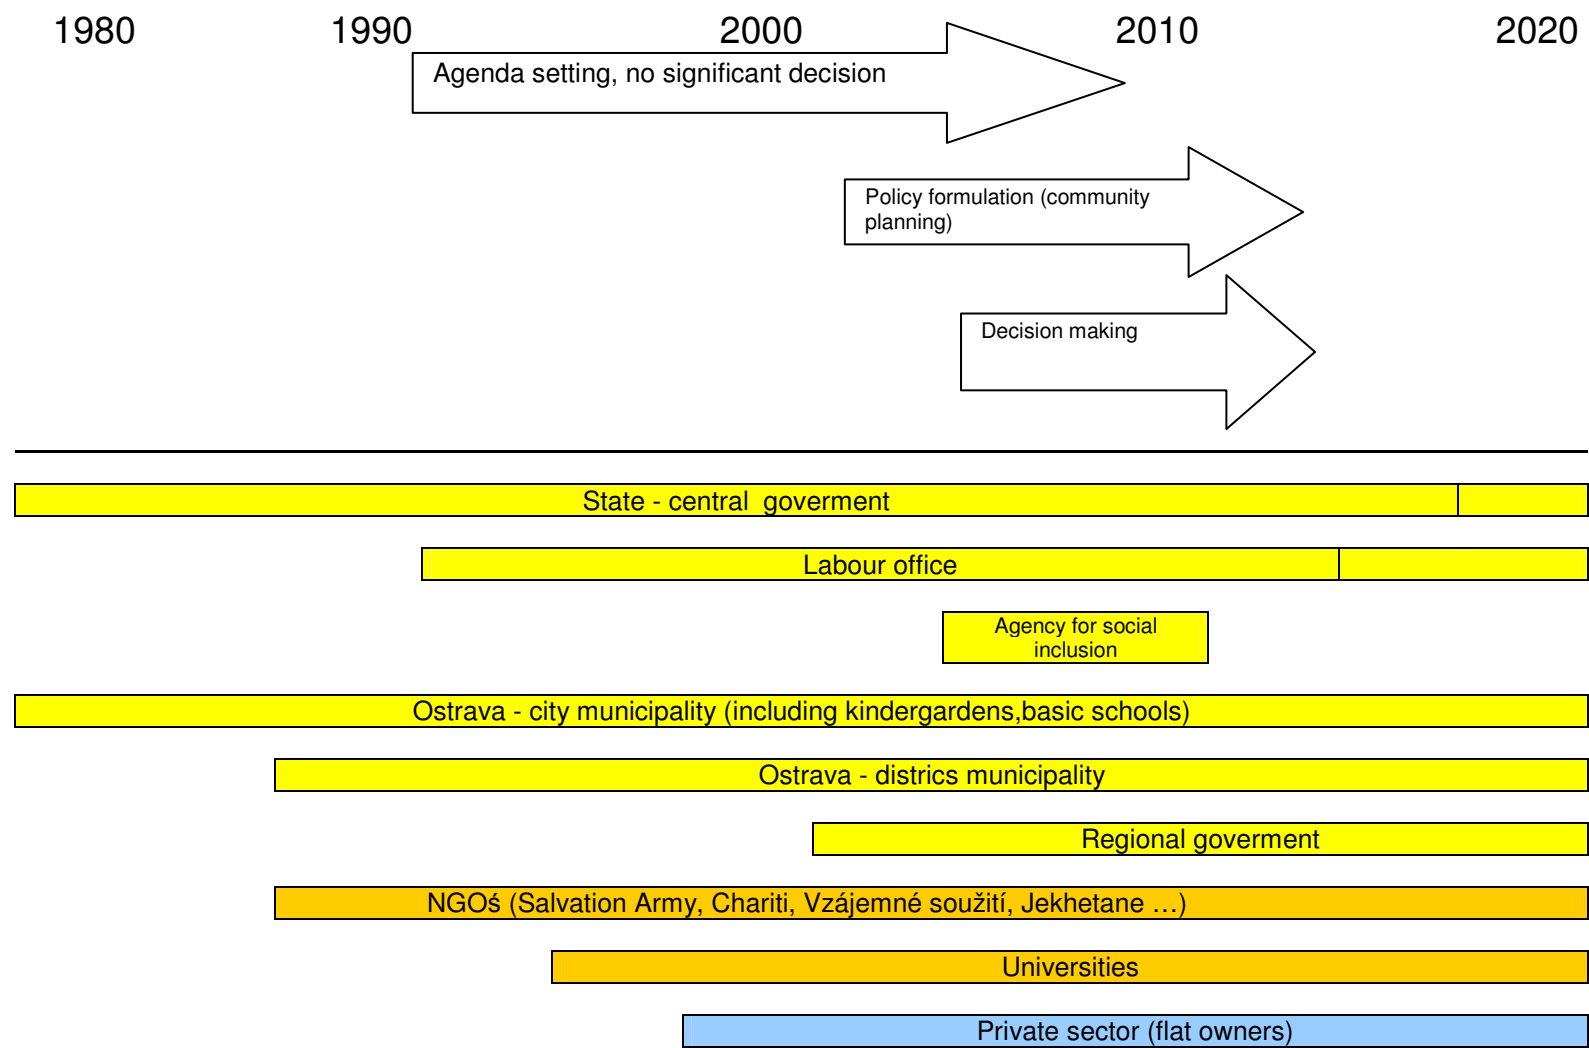 1980 1990 2000 2010 2020
Agenda setting, no significant decision
Policy formulation (community
planning)
Decision making
State - central  goverment
Labour office
Agency for social
inclusion
Ostrava - city municipality (including kindergardens,basic schools)
Ostrava - districs municipality
Regional goverment
NGOś (Salvation Army, Chariti, Vzájemné soužití, Jekhetane …)
Universities
Private sector (flat owners)